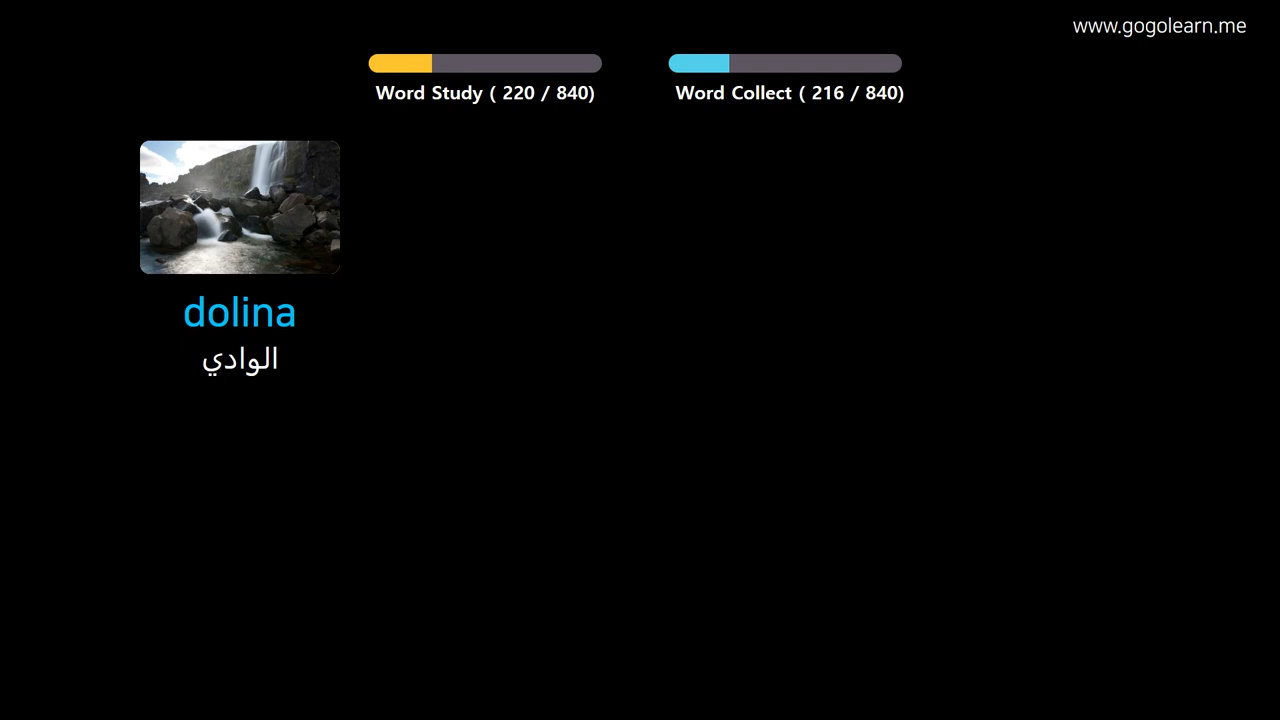 www.gogolearn.me
Word Study ( 220 / 840)
Word Collect ( 216 / 840)
dolina
الوادي